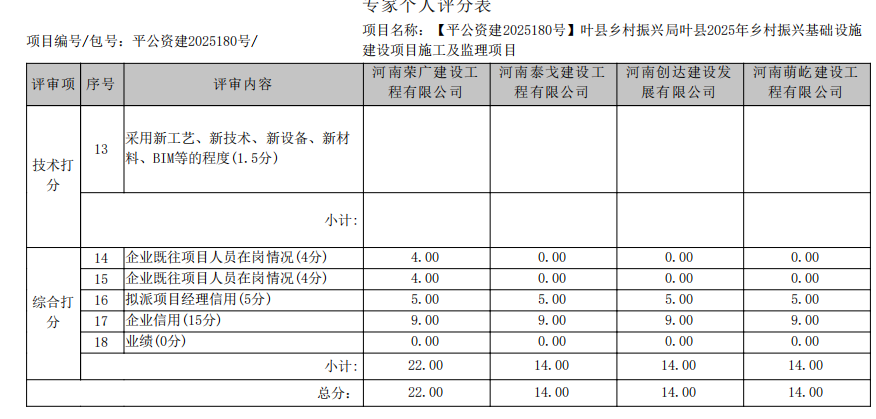 专家个人评分表
项目编号/包号: 平公资建2025180号/
项目名称: 【平公资建2025180号】叶县乡村振兴局叶县2025年乡村振兴基础设施
建设项目施工及监理项目
评审项 序号 评审内容 河南荣广建设工程有限公司 河南泰戈建设工程有限公司 河南创达建设发展有限公司 河南萌屹建设工程有限公司
技术打分
13 采用新工艺、新技术、新设备、新材料、BIM等的程度(1.5分)
小计:
综合打分
14 企业既往项目人员在岗情况(4分) 4.00 0.00 0.00 0.00
15 企业既往项目人员在岗情况(4分) 4.00 0.00 0.00 0.00
16 拟派项目经理信用(5分) 5.00 5.00 5.00 5.00
17 企业信用(15分) 9.00 9.00 9.00 9.00
18 业绩(0分) 0.00 0.00 0.00 0.00
小计: 22.00 14.00 14.00 14.00
总分: 22.00 14.00 14.00 14.00